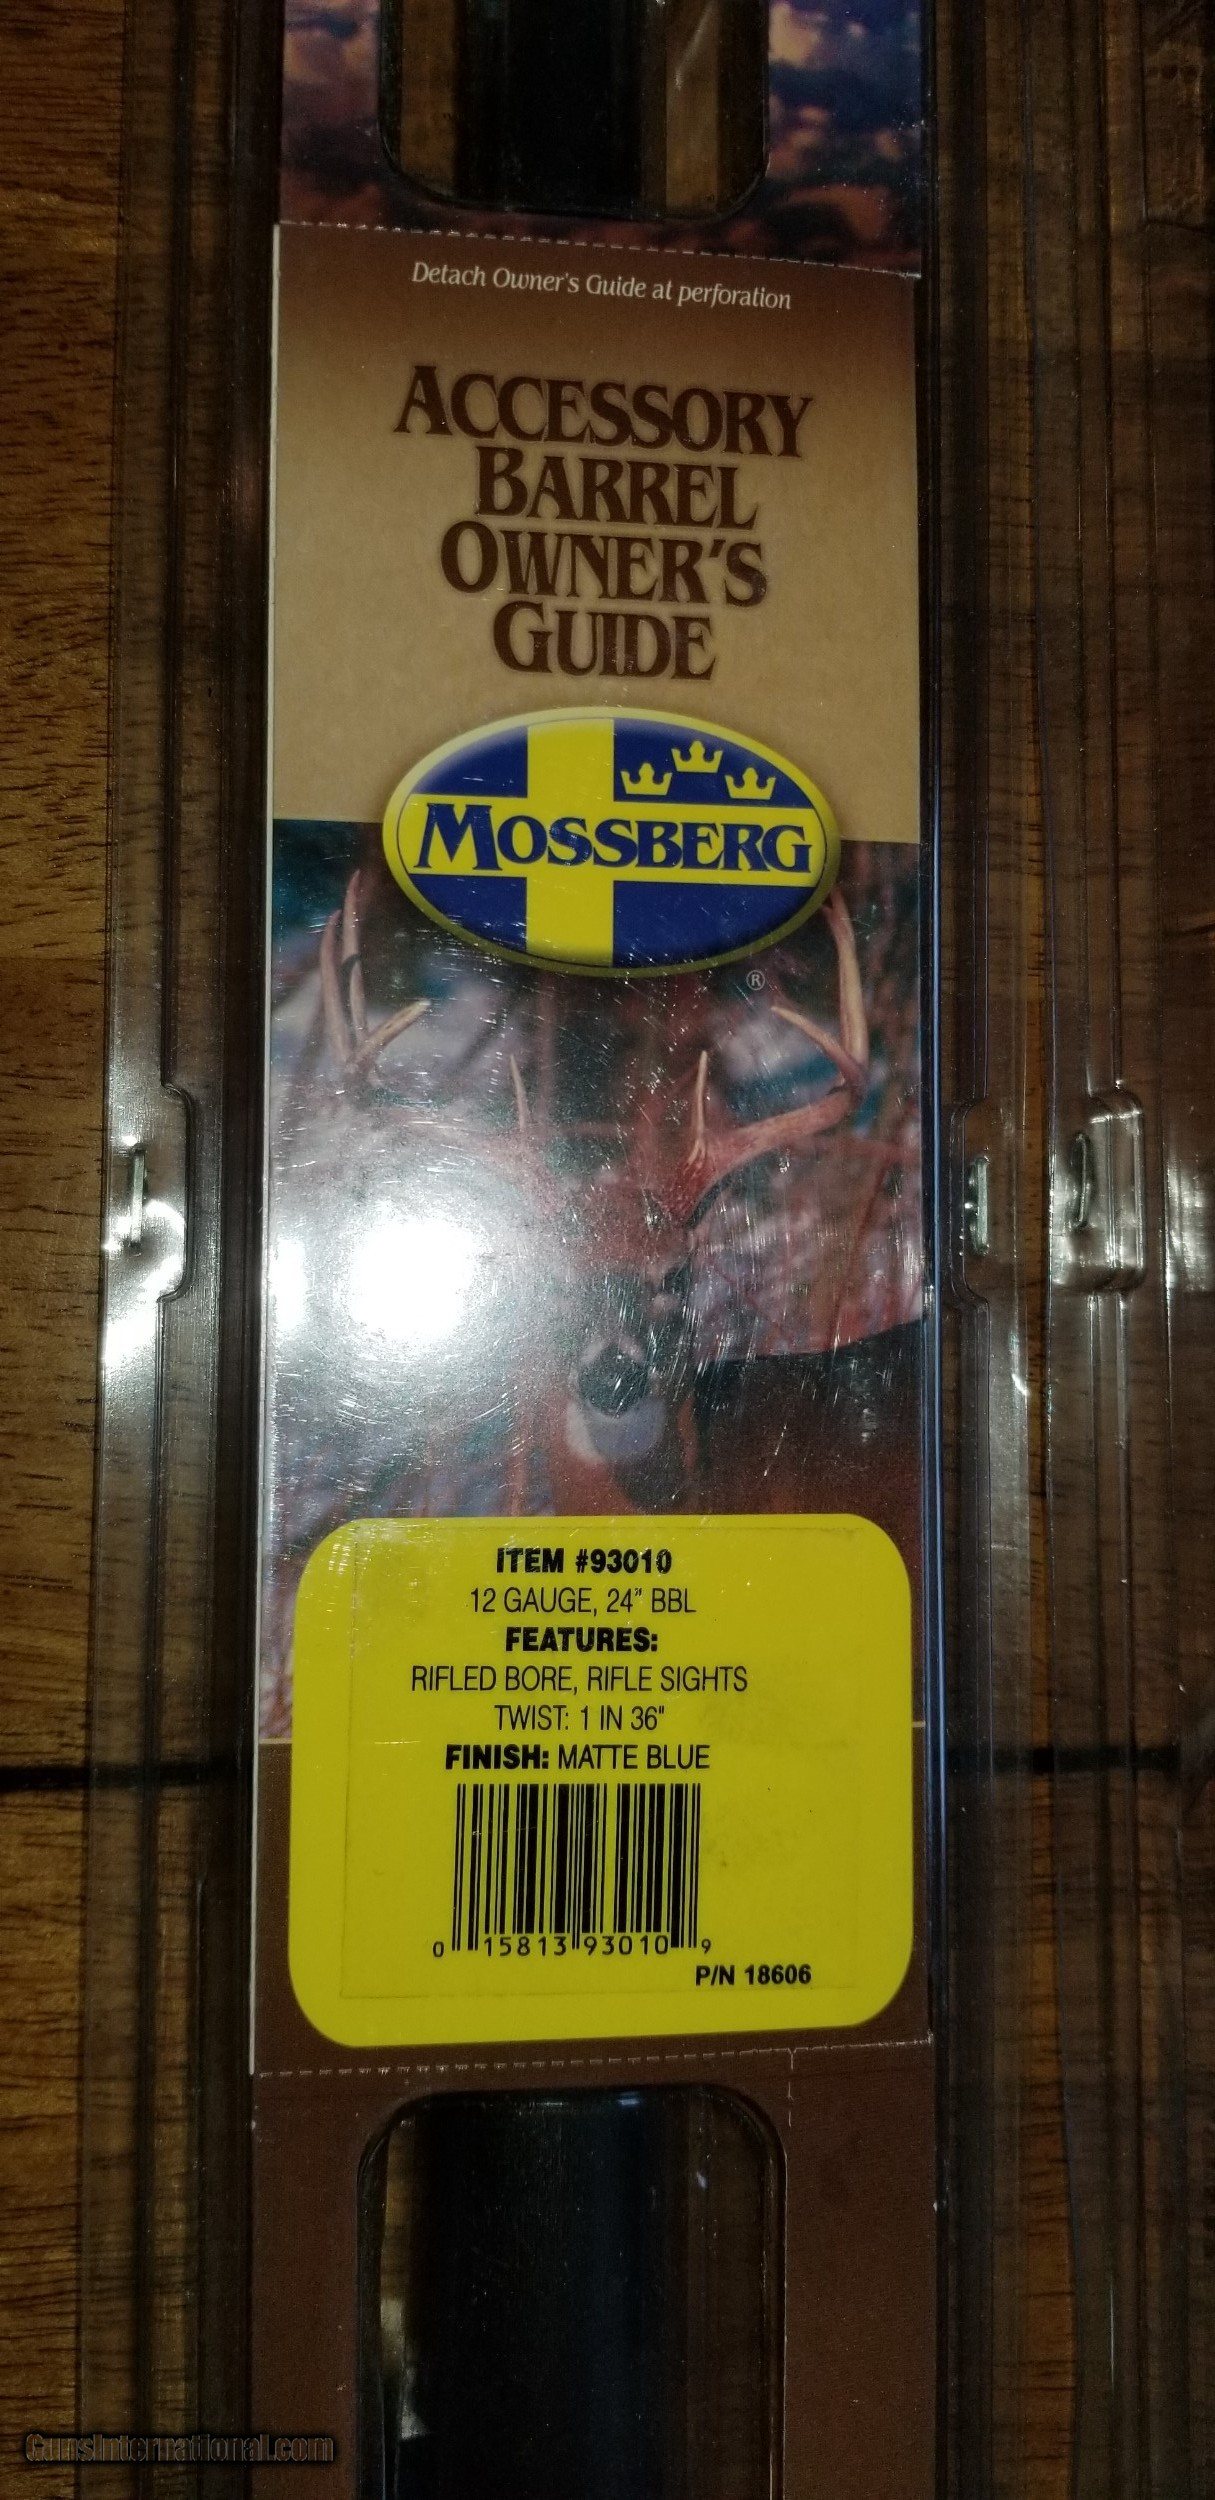 Detach Owner's Guide at perforation
ACCESSORY
BARREL
OWNER'S
GUIDE
MOSSBERG
®
ITEM #93010
12 GAUGE, 24" BBL
FEATURES:
RIFLED BORE, RIFLE SIGHTS
TWIST: 1 IN 36"
FINISH: MATTE BLUE
0 15813 93010 9
P/N 18606
GunsInternational.com